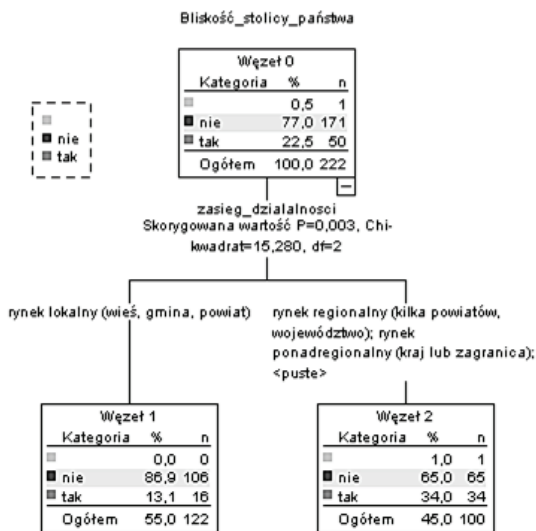 Bliskość_stolicy_państwa
Węzeł 0
Kategoria % n
0,5 1
nie 77,0 171
tak 22,5 50
Ogółem 100,0 222
nie
tak
zasieg_dzialalnosci
Skorygowana wartość P=0,003, Chi-
kwadrat=15,280, df=2
rynek lokalny (wieś, gmina, powiat)
rynek regionalny (kilka powiatów,
województwo); rynek
ponadregionalny (kraj lub zagranica);
<puste>
Węzeł 1
Kategoria % n
0,0 0
nie 86,9 106
tak 13,1 16
Ogółem 55,0 122
Węzeł 2
Kategoria % n
1,0 1
nie 65,0 65
tak 34,0 34
Ogółem 45,0 100